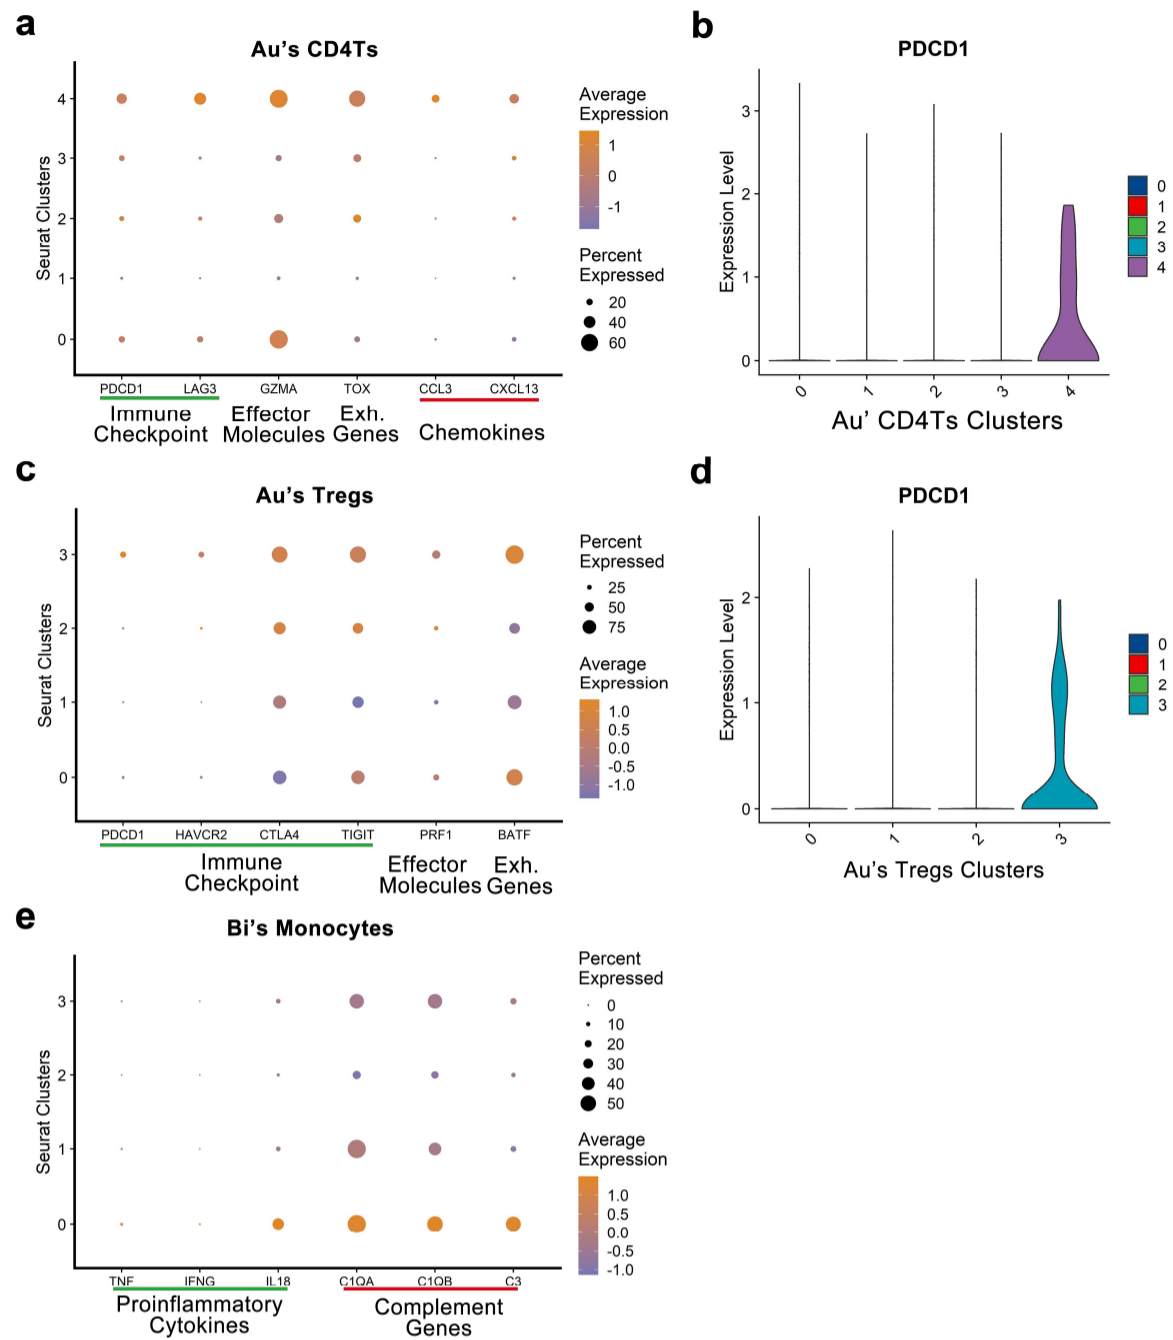 a
Au's CD4Ts
Seurat Clusters
4
3
2
1
0
PDCD1 LAG3 GZMA TOX CCL3 CXCL13
Immune Checkpoint
Effector Molecules
Exh. Genes
Chemokines
Average
Expression
1
0
-1
Percent
Expressed
20
40
60
b
PDCD1
Expression Level
3
2
1
0
0 1 2 3 4
Au' CD4Ts Clusters
0
1
2
3
4
c
Au's Tregs
Seurat Clusters
3
2
1
0
PDCD1 HAVCR2 CTLA4 TIGIT PRF1 BATF
Immune Checkpoint
Effector Molecules
Exh. Genes
Percent
Expressed
25
50
75
Average
Expression
1.0
0.5
0.0
-0.5
-1.0
d
PDCD1
Expression Level
2
1
0
0 1 2 3
Au's Tregs Clusters
0
1
2
3
e
Bi's Monocytes
Seurat Clusters
3
2
1
0
TNF IFNG IL18 C1QA C1QB C3
Proinflammatory
Cytokines
Complement
Genes
Percent
Expressed
0
10
20
30
40
50
Average
Expression
1.0
0.5
0.0
-0.5
-1.0